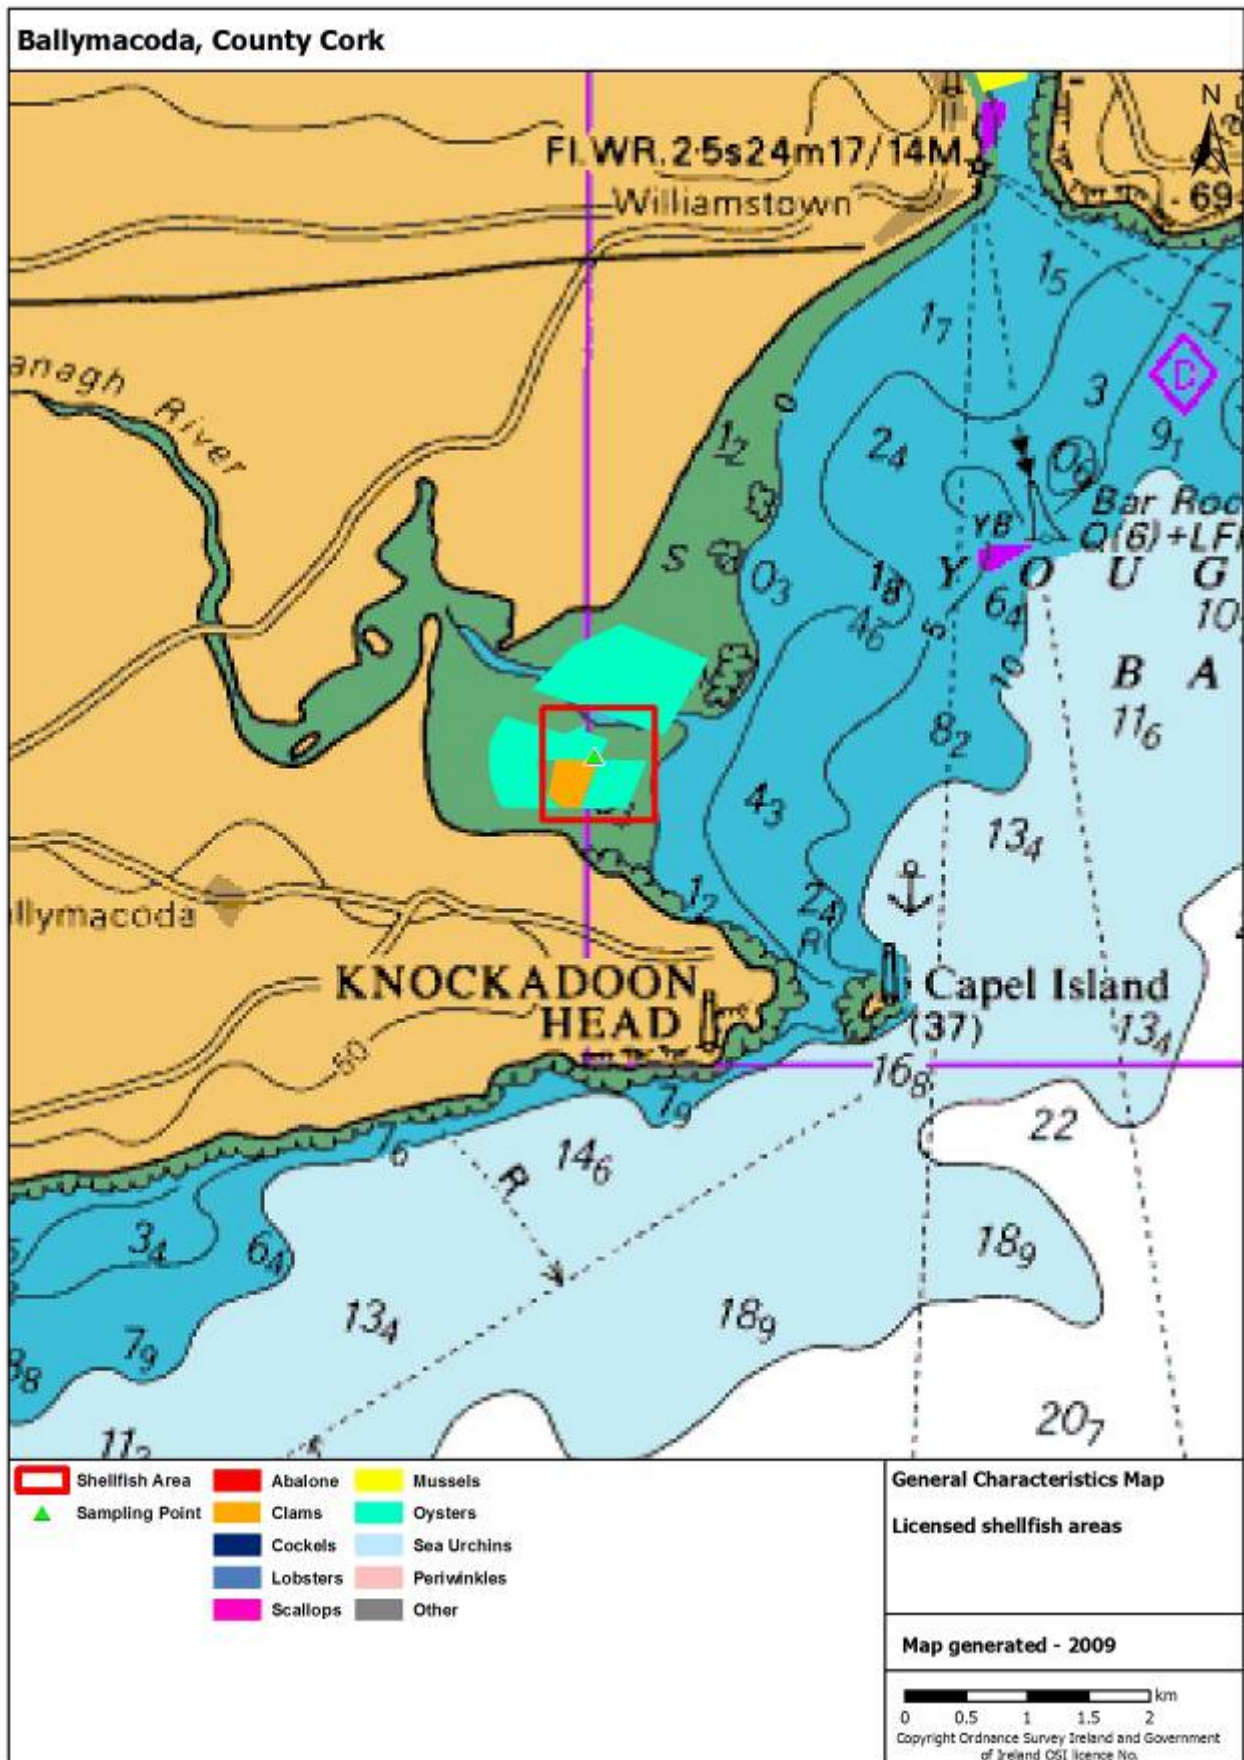 Ballymacoda, County Cork
N
Fl.WR.2·5s24m17/14M
Williamstown
69
1₅
1₇
7
anagh River
C
3
0
1₂
2₄
9₁
Bar Roc
YB
Q(6)+LFl
S
0₃
1₈
Y O U G
6₄
4₆
5
10
10
B A
11₆
8₂
4₃
13₄
llymacoda
1₂
2₄
R
KNOCKADOON
HEAD
Capel Island
(37)
13₄
50
16₈
7₉
22
6
14₆
R
3₄
6₄
18₉
13₄
18₉
7₉
8₈
20₇
11₂
Shellfish Area
Sampling Point
Abalone
Clams
Cockels
Lobsters
Scallops
Mussels
Oysters
Sea Urchins
Periwinkles
Other
General Characteristics Map
Licensed shellfish areas
Map generated - 2009
km
0 0.5 1 1.5 2
Copyright Ordnance Survey Ireland and Government
of Ireland OSI licence No.